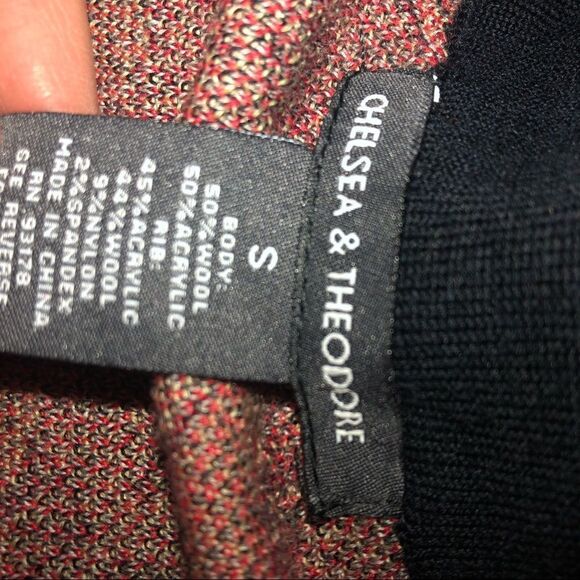 CHELSEA & THEODORE
S
BODY:
50%WOOL
50%ACRYLIC
RIB:
45%ACRYLIC
44%WOOL
9%NYLON
2%SPANDEX
MADE IN CHINA
RN 93178
SEE REVERSE